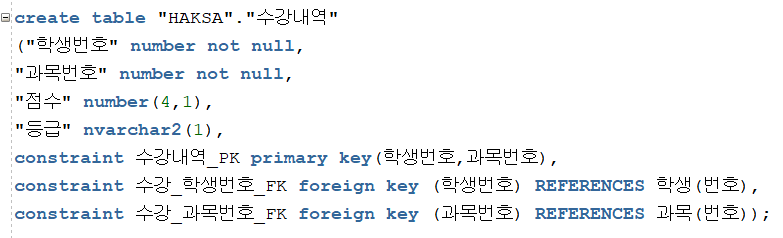 create table "HAKSA"."수강내역"
("학생번호" number not null,
"과목번호" number not null,
"점수" number(4,1),
"등급" nvarchar2(1),
constraint 수강내역_PK primary key(학생번호,과목번호),
constraint 수강_학생번호_FK foreign key (학생번호) REFERENCES 학생(번호),
constraint 수강_과목번호_FK foreign key (과목번호) REFERENCES 과목(번호));